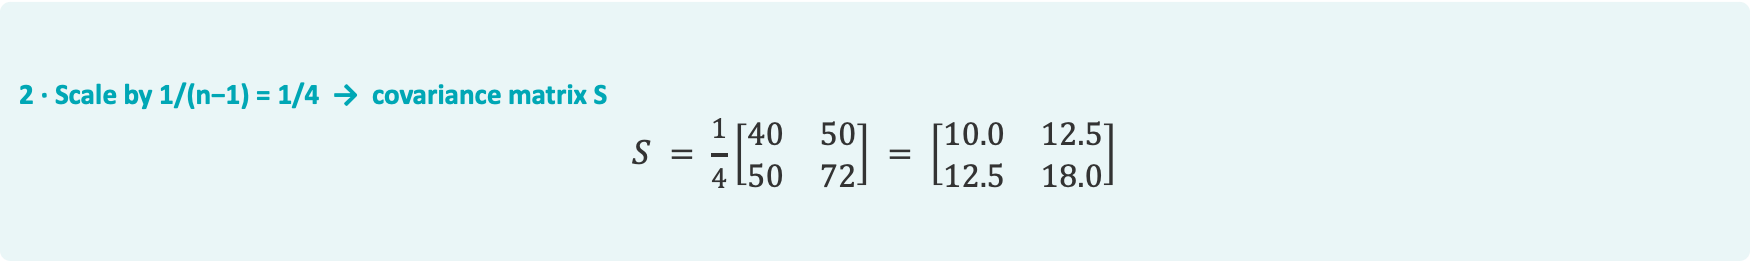 2 · Scale by 1/(n−1) = 1/4 → covariance matrix S
S = 1/4 [40 50; 50 72] = [10.0 12.5; 12.5 18.0]